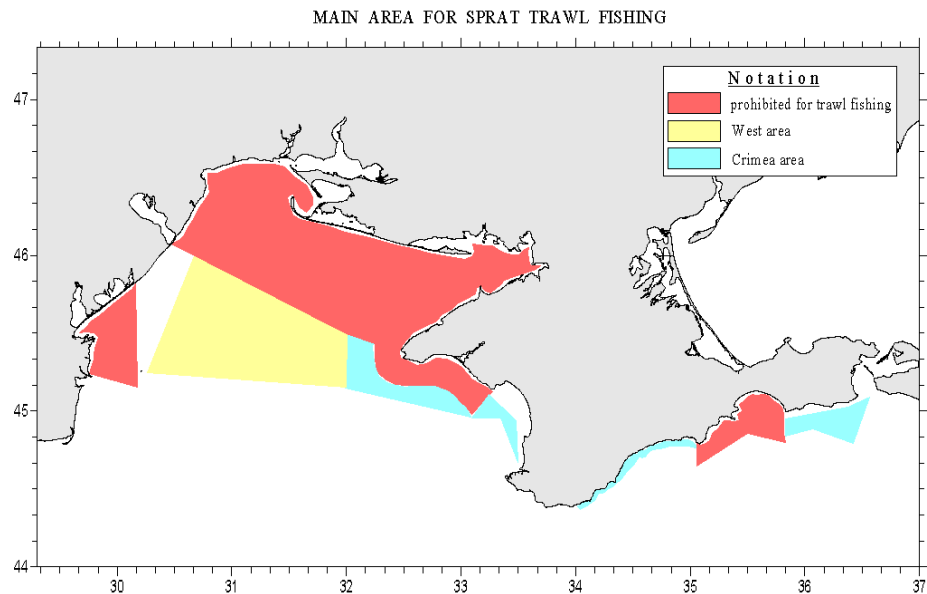 MAIN AREA FOR SPRAT TRAWL FISHING
Notation
prohibited for trawl fishing
West area
Crimea area
47
46
45
44
30 31 32 33 34 35 36 37